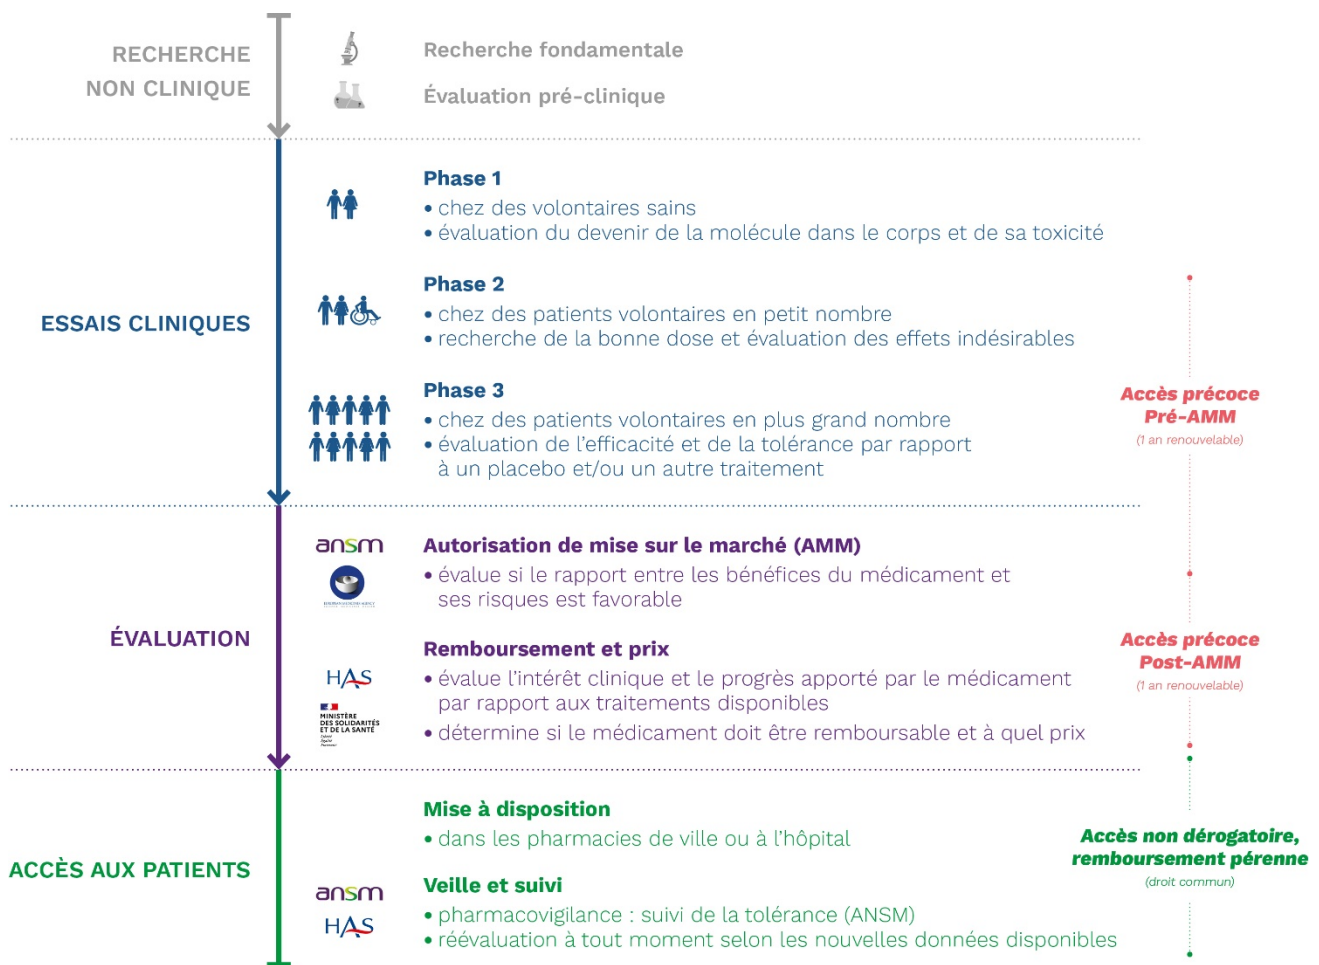 RECHERCHE
NON CLINIQUE
Recherche fondamentale
Évaluation pré-clinique
ESSAIS CLINIQUES
Phase 1
• chez des volontaires sains
• évaluation du devenir de la molécule dans le corps et de sa toxicité
Phase 2
• chez des patients volontaires en petit nombre
• recherche de la bonne dose et évaluation des effets indésirables
Phase 3
• chez des patients volontaires en plus grand nombre
• évaluation de l'efficacité et de la tolérance par rapport
à un placebo et/ou un autre traitement
Accès précoce
Pré-AMM
(1 an renouvelable)
ÉVALUATION
ansm
Autorisation de mise sur le marché (AMM)
• évalue si le rapport entre les bénéfices du médicament et
ses risques est favorable
Remboursement et prix
HAS
• évalue l'intérêt clinique et le progrès apporté par le médicament
par rapport aux traitements disponibles
MINISTÈRE
DES SOLIDARITÉS
ET DE LA SANTÉ
• détermine si le médicament doit être remboursable et à quel prix
Accès précoce
Post-AMM
(1 an renouvelable)
ACCÈS AUX PATIENTS
Mise à disposition
• dans les pharmacies de ville ou à l'hôpital
ansm
HAS
Veille et suivi
• pharmacovigilance : suivi de la tolérance (ANSM)
• réévaluation à tout moment selon les nouvelles données disponibles
Accès non dérogatoire,
remboursement pérenne
(droit commun)